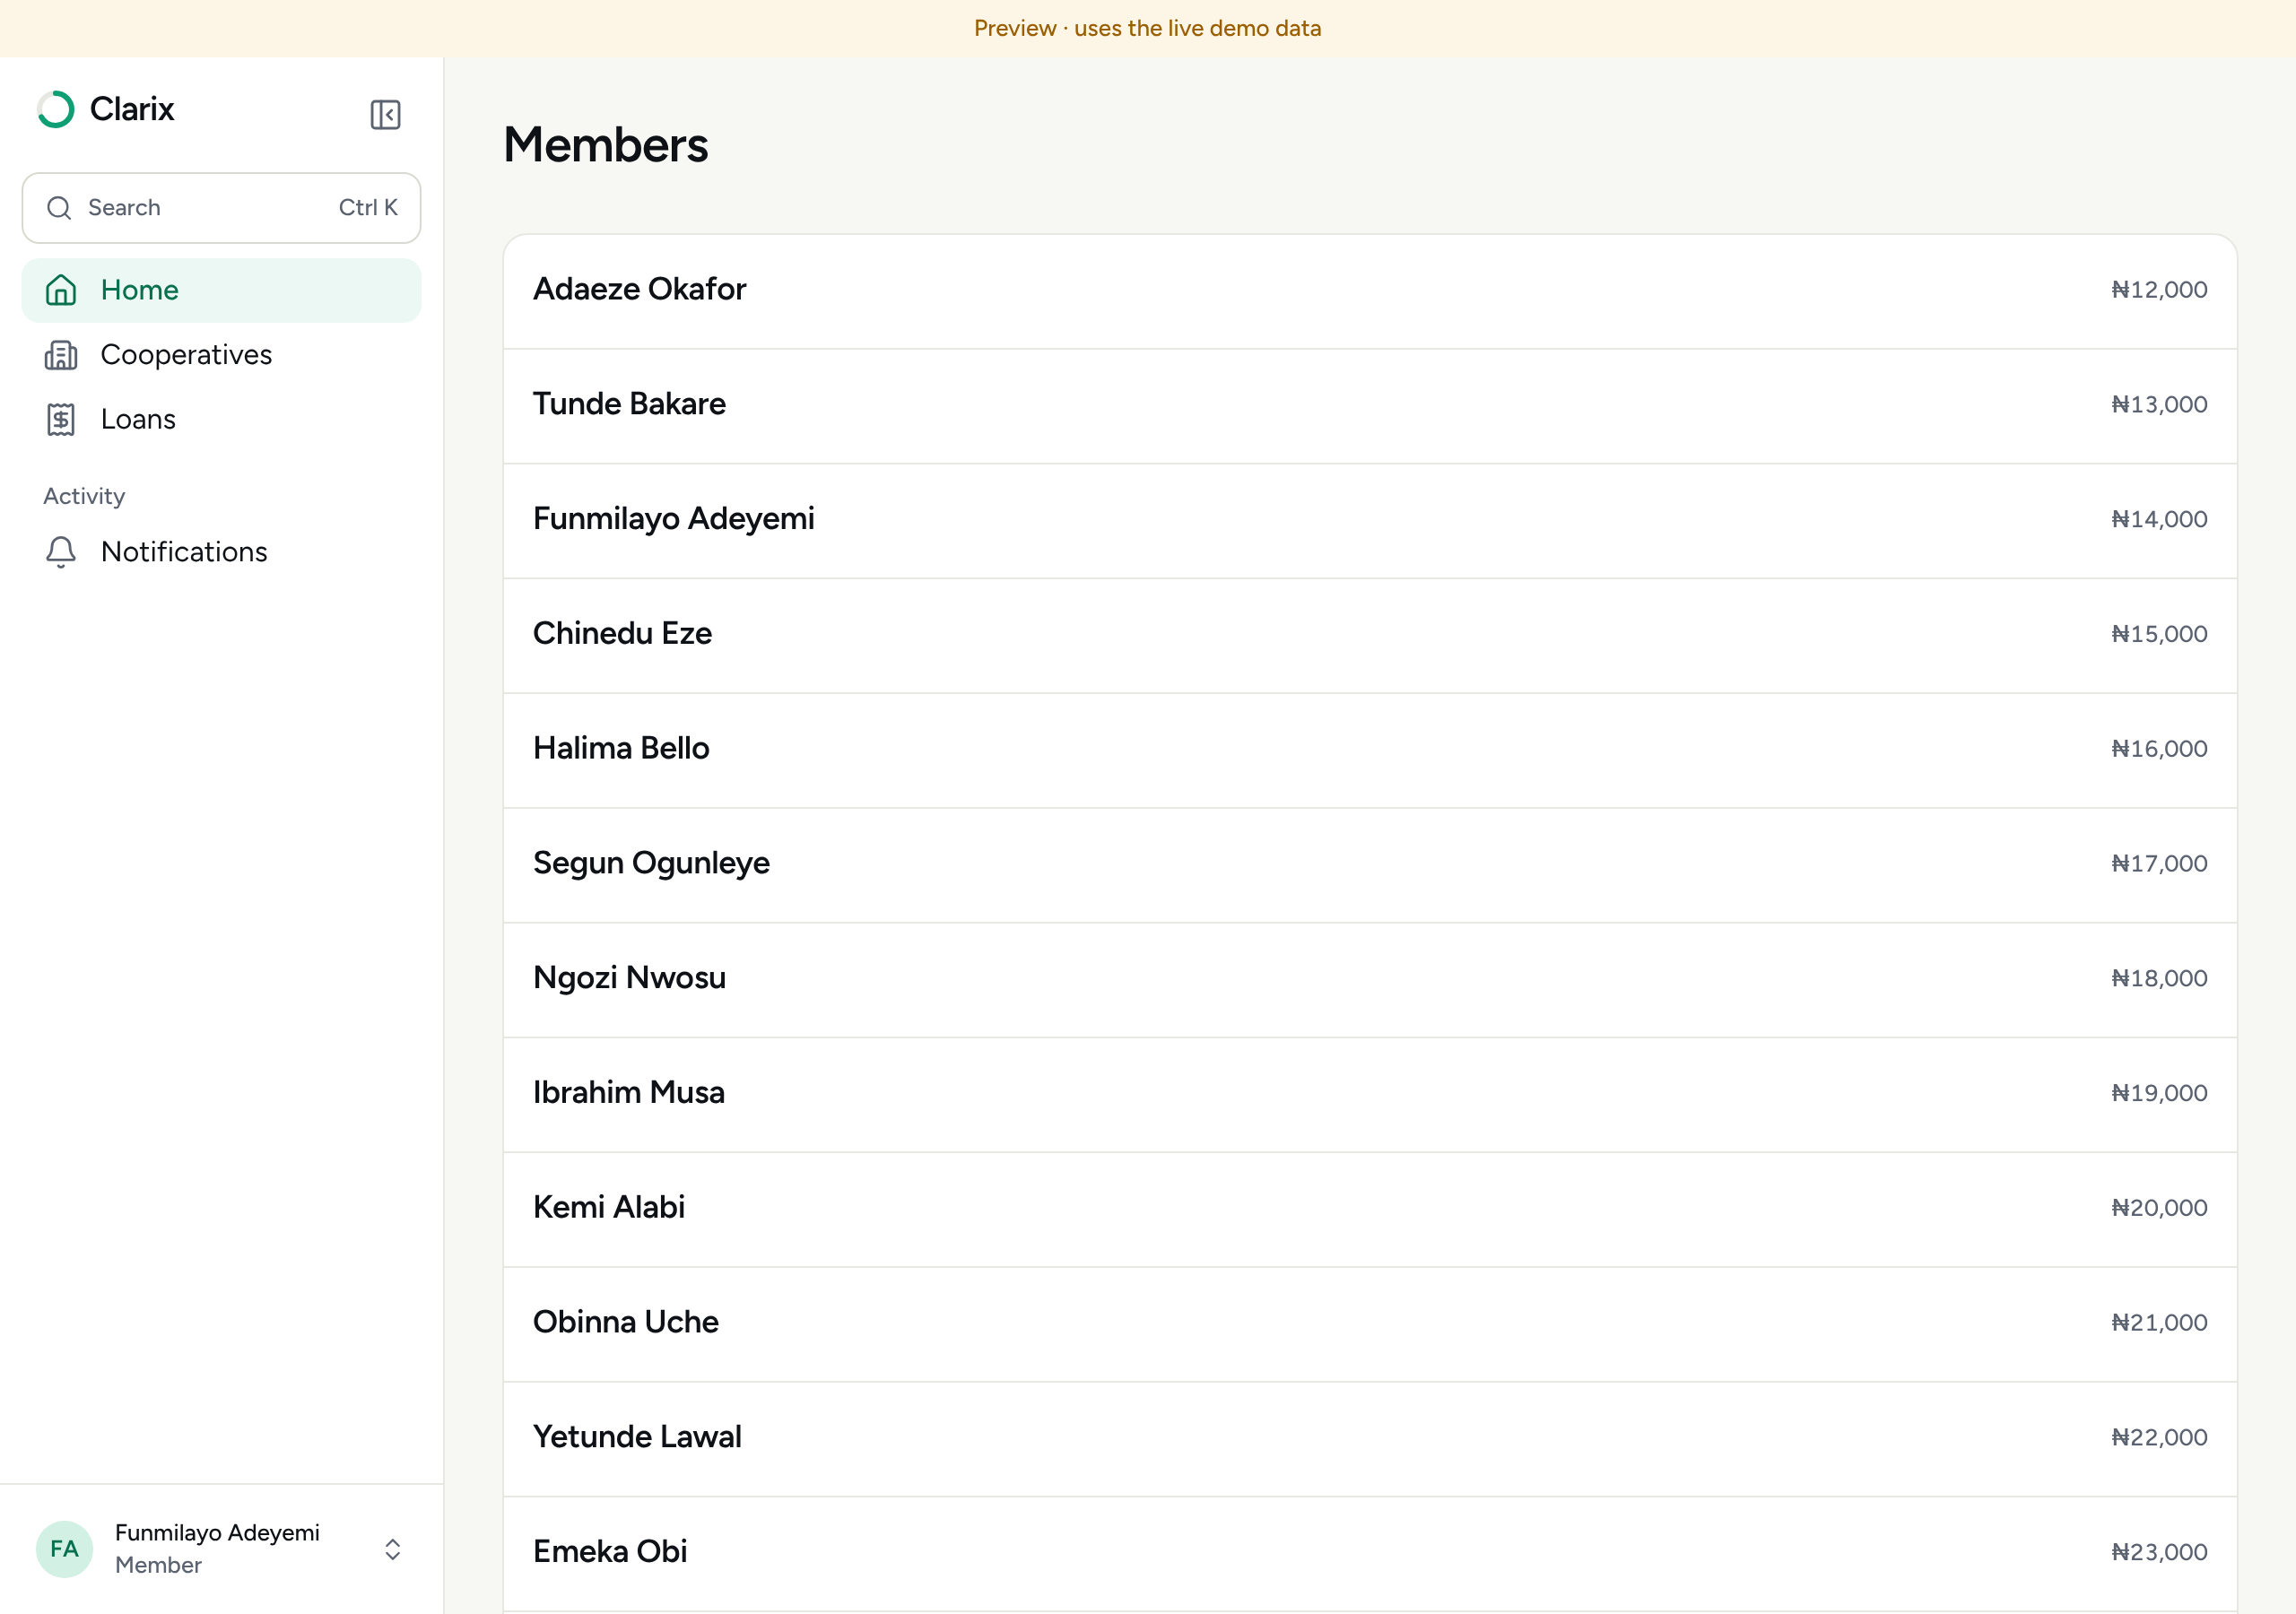 Preview · uses the live demo data
Clarix
Search Ctrl K
Home
Cooperatives
Loans
Activity
Notifications
Funmilayo Adeyemi
Member
FA
Members
Adaeze Okafor ₦12,000
Tunde Bakare ₦13,000
Funmilayo Adeyemi ₦14,000
Chinedu Eze ₦15,000
Halima Bello ₦16,000
Segun Ogunleye ₦17,000
Ngozi Nwosu ₦18,000
Ibrahim Musa ₦19,000
Kemi Alabi ₦20,000
Obinna Uche ₦21,000
Yetunde Lawal ₦22,000
Emeka Obi ₦23,000